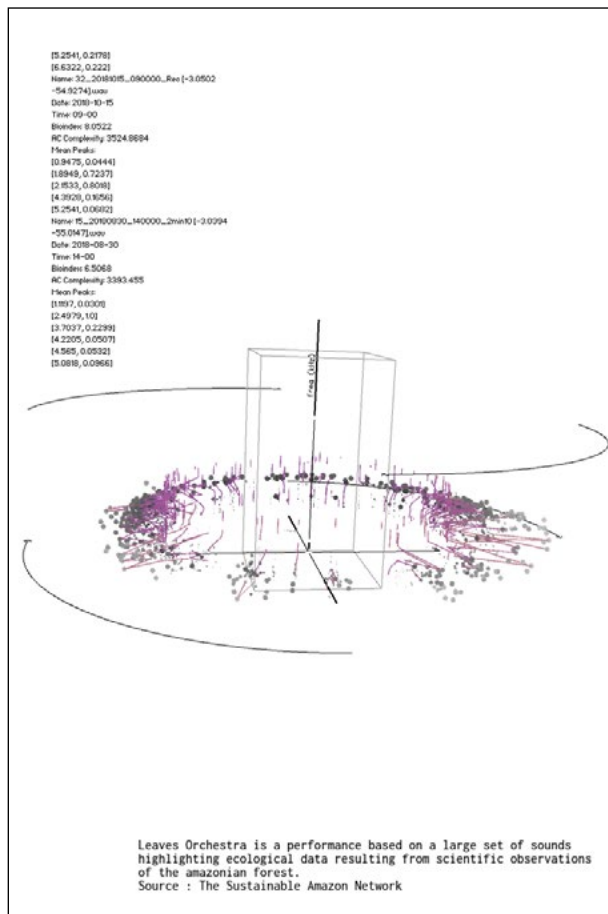 [5.2541, 0.2178]
[6.6322, 0.222]
Name: 32_20181015_090000_Rec [-3.0502
-54.9274].wav
Date: 2018-10-15
Time: 09-00
Bioindex: 8.0522
AC Complexity: 3524.8684
Mean Peaks:
[0.9475, 0.0444]
[1.8949, 0.7237]
[2.1533, 0.8018]
[4.3928, 0.1656]
[5.2541, 0.0682]
Name: 15_20180830_140000_2min10 [-3.0394
-55.0147].wav
Date: 2018-08-30
Time: 14-00
Bioindex: 6.5068
AC Complexity: 3393.455
Mean Peaks:
[1.1197, 0.0301]
[2.4979, 1.0]
[3.7037, 0.2299]
[4.2205, 0.0507]
[4.565, 0.0532]
[5.0818, 0.0966]
freq (kHz)
Leaves Orchestra is a performance based on a large set of sounds
highlighting ecological data resulting from scientific observations
of the amazonian forest.
Source : The Sustainable Amazon Network